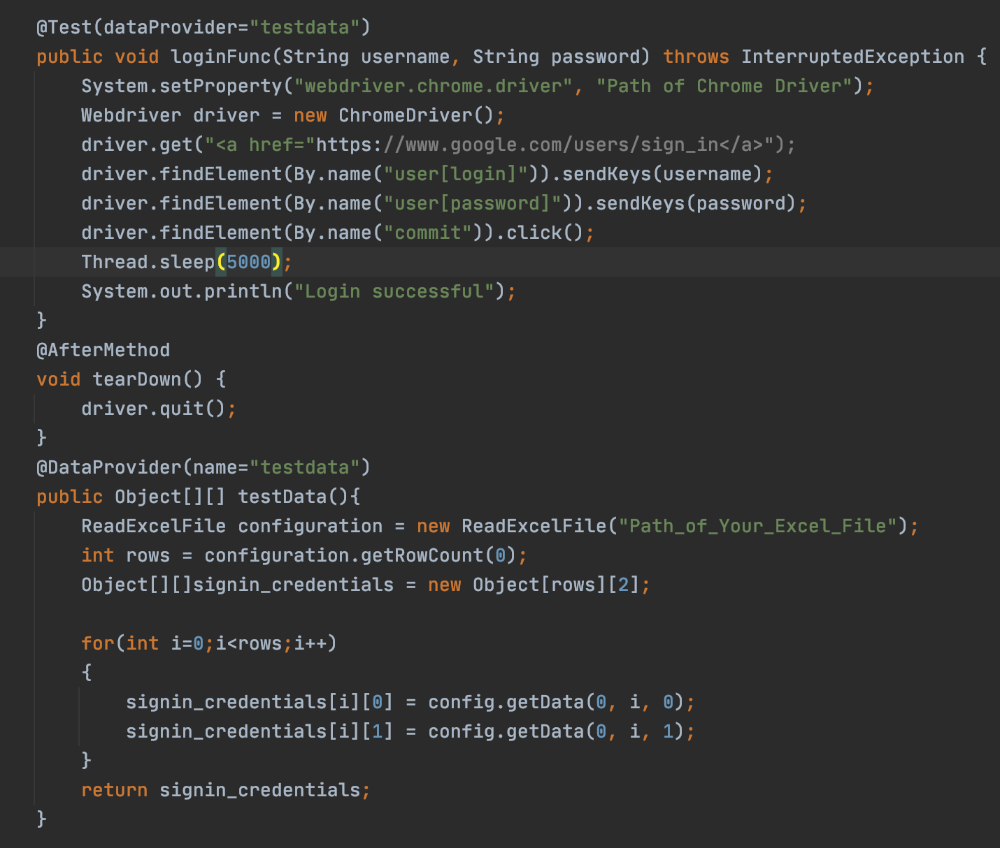 @Test(dataProvider="testdata")
public void loginFunc(String username, String password) throws InterruptedException {
    System.setProperty("webdriver.chrome.driver", "Path of Chrome Driver");
    Webdriver driver = new ChromeDriver();
    driver.get("<a href="https://www.google.com/users/sign_in</a>");
    driver.findElement(By.name("user[login]")).sendKeys(username);
    driver.findElement(By.name("user[password]")).sendKeys(password);
    driver.findElement(By.name("commit")).click();
    Thread.sleep(5000);
    System.out.println("Login successful");
}
@AfterMethod
void tearDown() {
    driver.quit();
}
@DataProvider(name="testdata")
public Object[][] testData(){
    ReadExcelFile configuration = new ReadExcelFile("Path_of_Your_Excel_File");
    int rows = configuration.getRowCount(0);
    Object[][]signin_credentials = new Object[rows][2];

    for(int i=0;i<rows;i++)
    {
        signin_credentials[i][0] = config.getData(0, i, 0);
        signin_credentials[i][1] = config.getData(0, i, 1);
    }
    return signin_credentials;
}